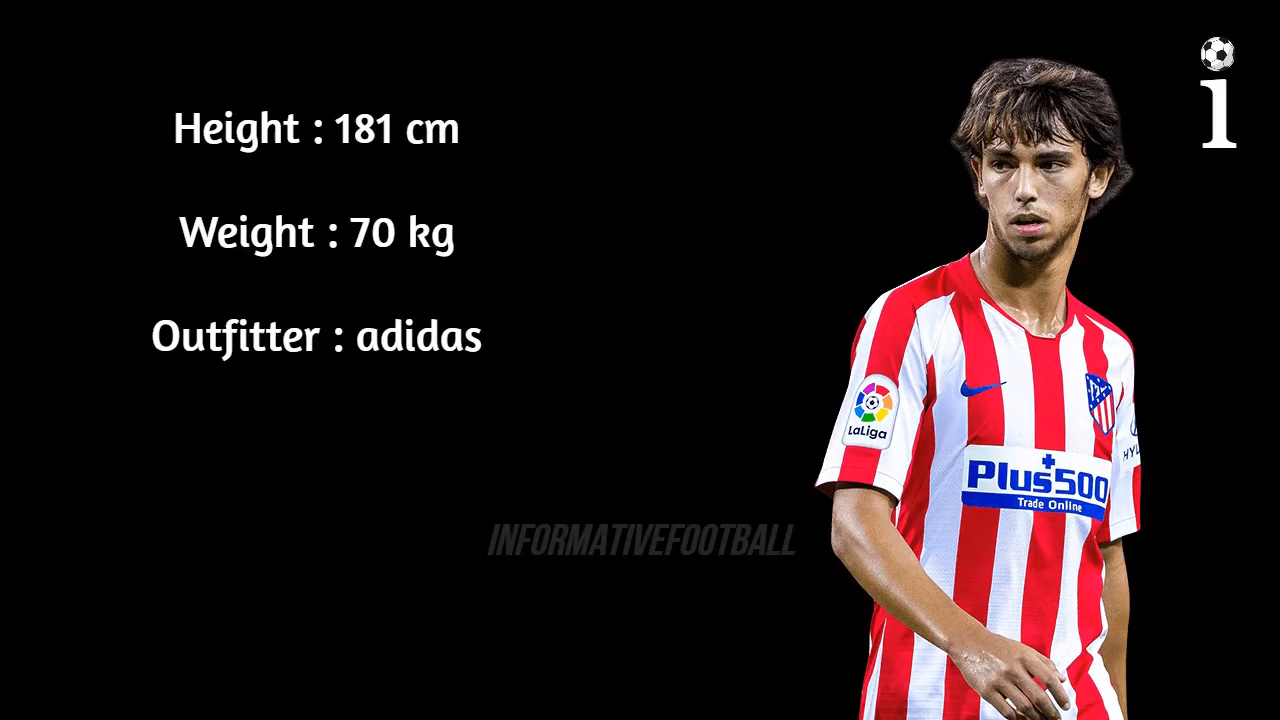 Height : 181 cm
Weight : 70 kg
Outfitter : adidas
i
LaLiga
Plus500
Trade Online
INFORMATIVEFOOTBALL